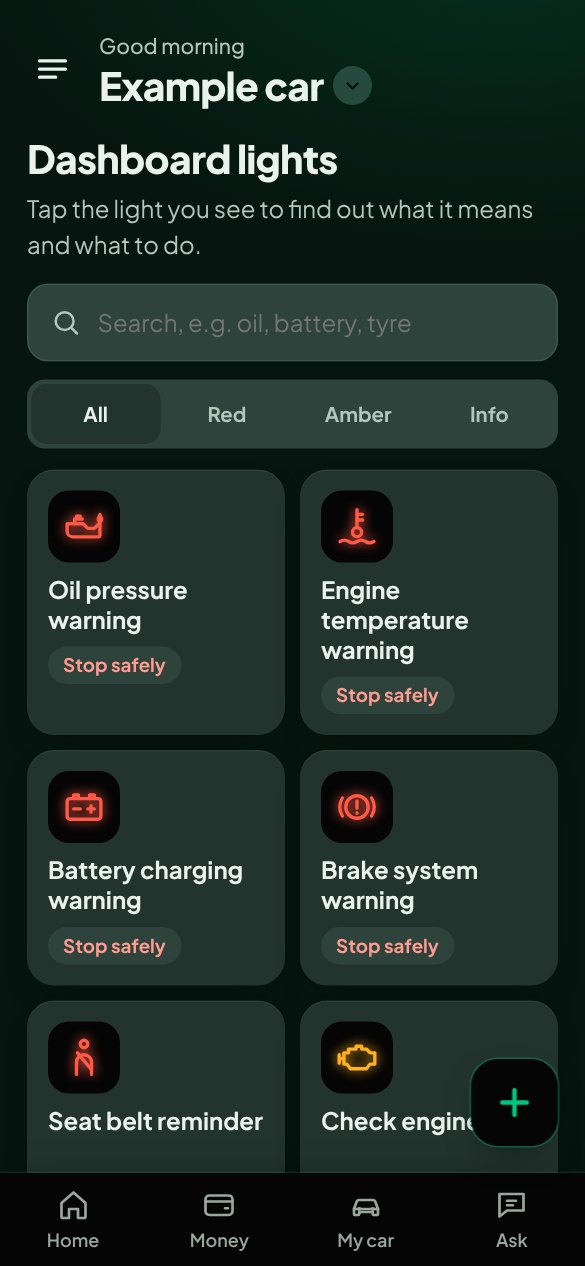 Good morning
Example car
Dashboard lights
Tap the light you see to find out what it means
and what to do.
Search, e.g. oil, battery, tyre
All
Red
Amber
Info
Oil pressure
warning
Stop safely
Engine
temperature
warning
Stop safely
Battery charging
warning
Stop safely
Brake system
warning
Stop safely
Seat belt reminder
Check engine
Home
Money
My car
Ask